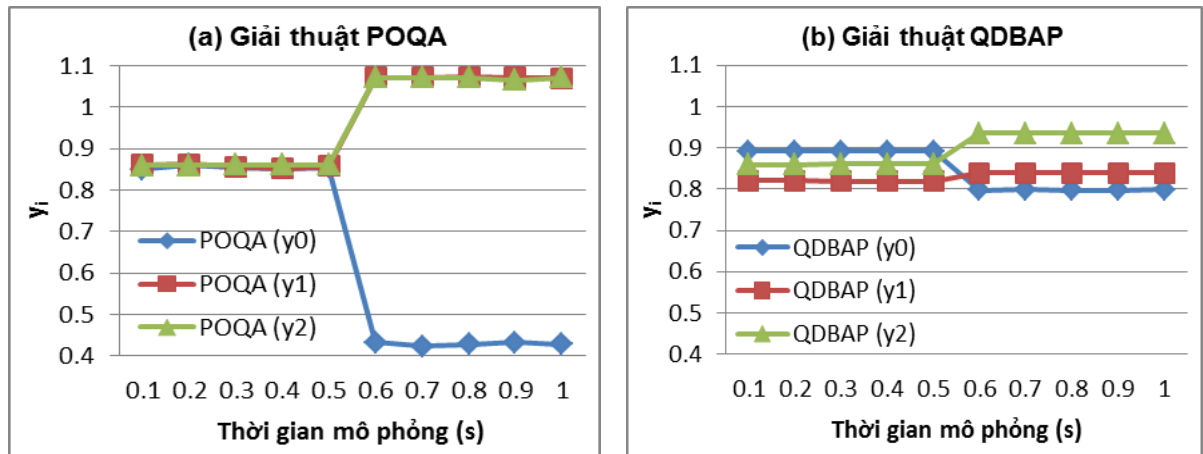 (a) Giải thuật POQA
1.1
1
0.9
0.8
0.7
0.6
0.5
0.4
yi
POQA (y0)
POQA (y1)
POQA (y2)
0.1 0.2 0.3 0.4 0.5 0.6 0.7 0.8 0.9 1
Thời gian mô phỏng (s)
(b) Giải thuật QDBAP
1.1
1
0.9
0.8
0.7
0.6
0.5
0.4
yi
QDBAP (y0)
QDBAP (y1)
QDBAP (y2)
0.1 0.2 0.3 0.4 0.5 0.6 0.7 0.8 0.9 1
Thời gian mô phỏng (s)